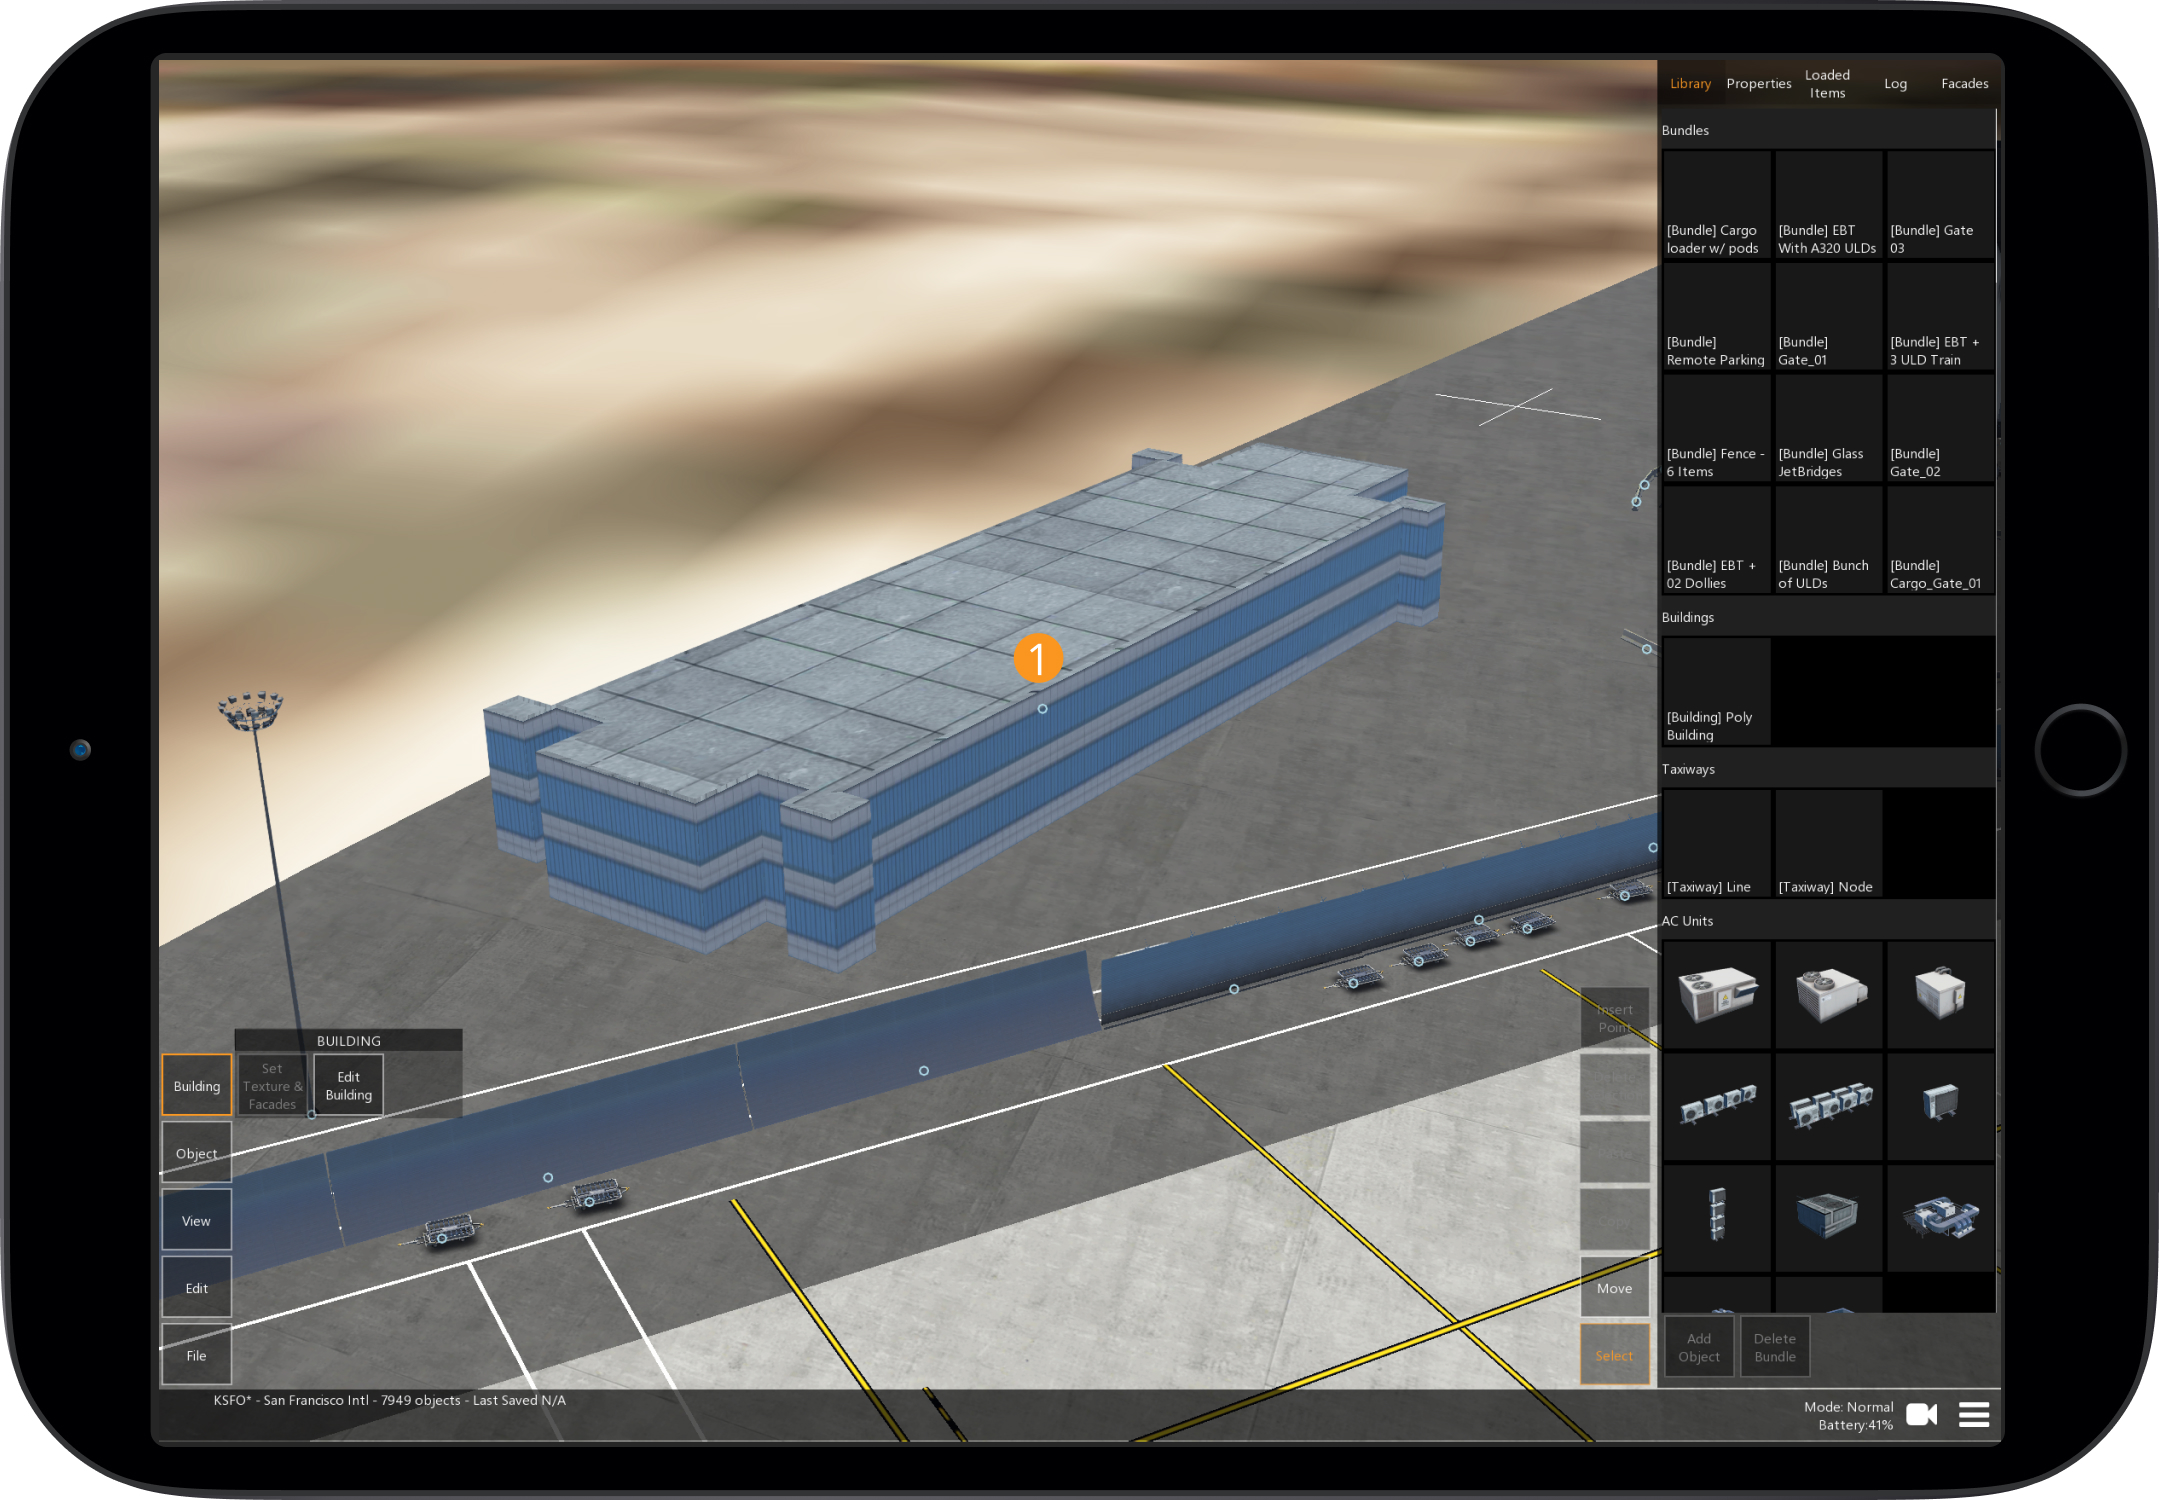 Library
Properties
Loaded
Items
Log
Facades
Bundles
[Bundle] Cargo
loader w/ pods
[Bundle] EBT
With A320 ULDs
[Bundle] Gate
03
[Bundle]
Remote Parking
[Bundle]
Gate_01
[Bundle] EBT +
3 ULD Train
[Bundle] Fence -
6 Items
[Bundle] Glass
JetBridges
[Bundle]
Gate_02
[Bundle] EBT +
02 Dollies
[Bundle] Bunch
of ULDs
[Bundle]
Cargo_Gate_01
Buildings
[Building] Poly
Building
Taxiways
[Taxiway] Line
[Taxiway] Node
AC Units
1
BUILDING
Building
Set
Texture &
Facades
Edit
Building
Object
View
Edit
File
Insert
Point
Move
Select
Add
Object
Delete
Bundle
KSFO* - San Francisco Intl - 7949 objects - Last Saved N/A
Mode: Normal
Battery:41%